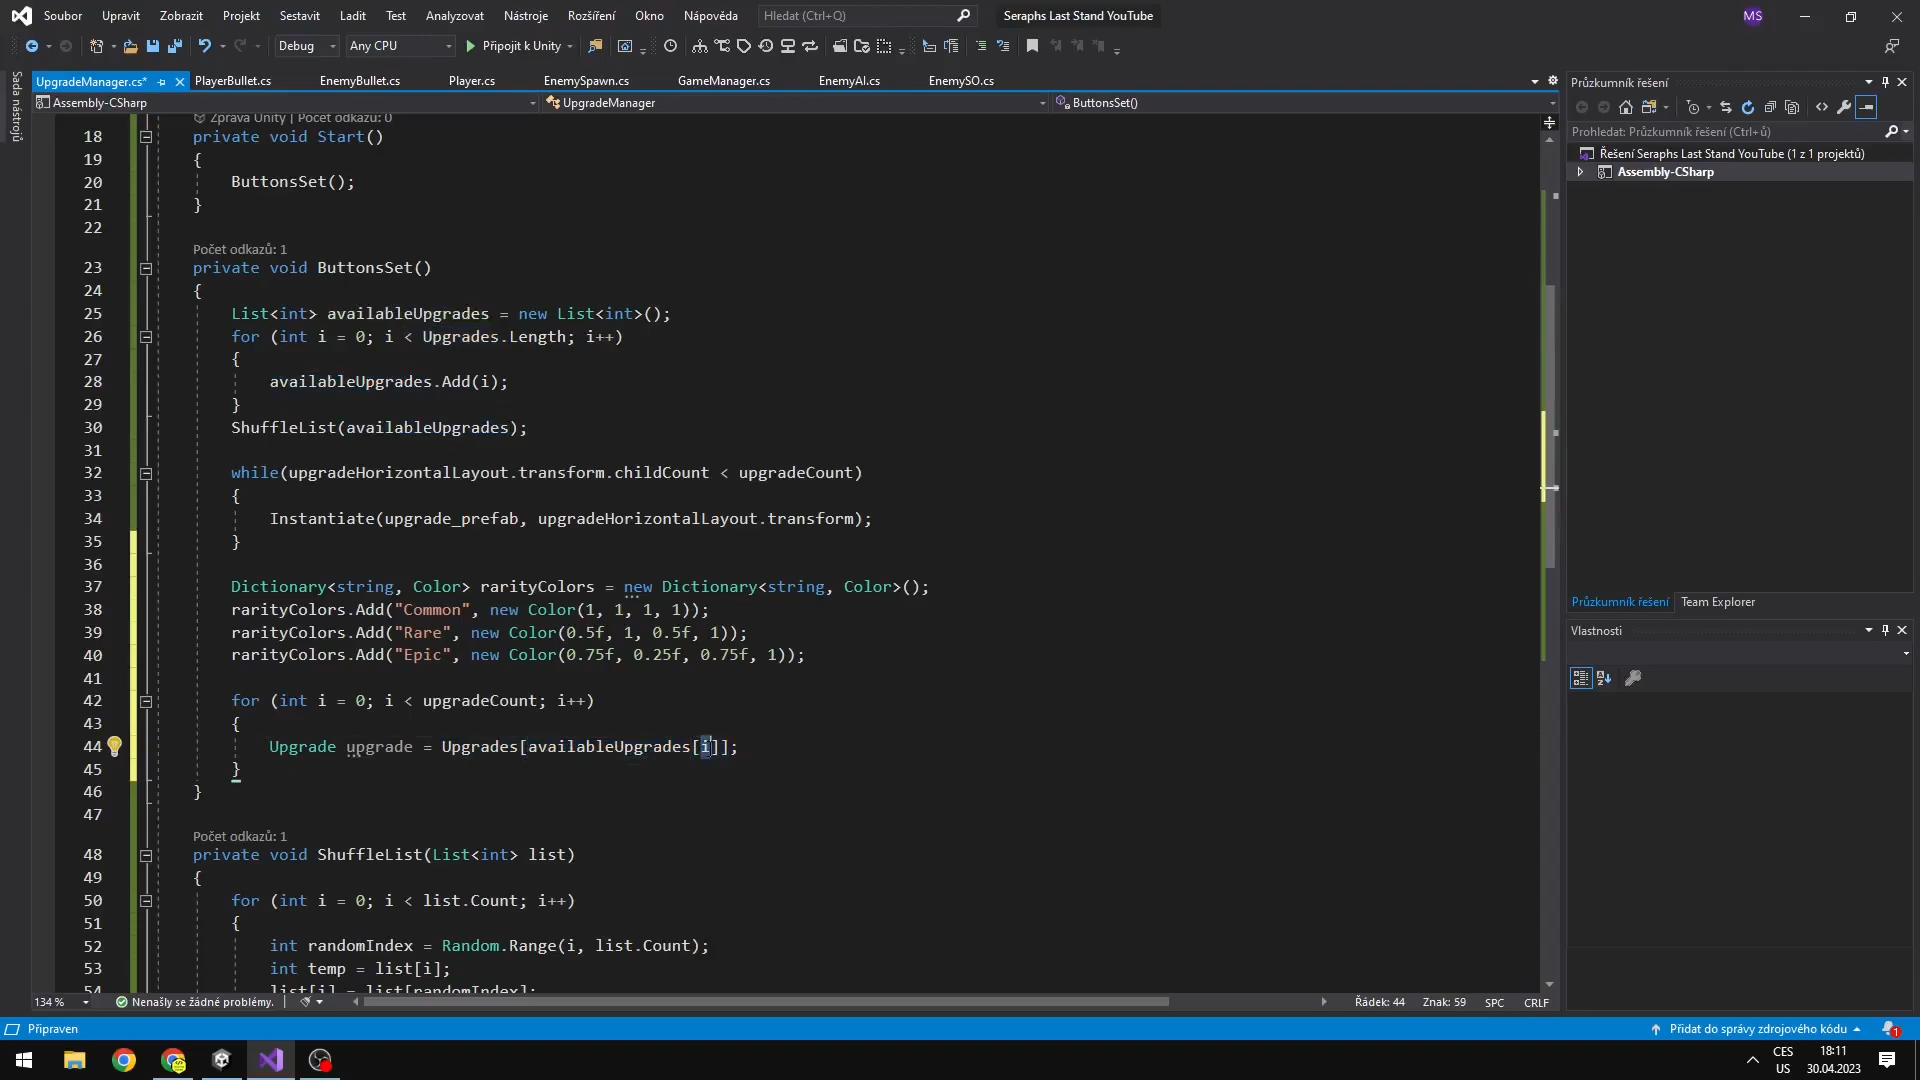 Soubor Upravit Zobrazit Projekt Sestavit Ladit Test Analyzovat Nástroje Rozšíření Okno Nápověda Hledat (Ctrl+Q) Seraphs Last Stand YouTube MS
Debug Any CPU Připojit k Unity
Sada nástrojů
UpgradeManager.cs* PlayerBullet.cs EnemyBullet.cs Player.cs EnemySpawn.cs GameManager.cs EnemyAI.cs EnemySO.cs
Assembly-CSharp UpgradeManager ButtonsSet()
Zpráva Unity | Počet odkazů: 0
18 private void Start()
19 {
20 ButtonsSet();
21 }
22
Počet odkazů: 1
23 private void ButtonsSet()
24 {
25 List<int> availableUpgrades = new List<int>();
26 for (int i = 0; i < Upgrades.Length; i++)
27 {
28 availableUpgrades.Add(i);
29 }
30 ShuffleList(availableUpgrades);
31
32 while(upgradeHorizontalLayout.transform.childCount < upgradeCount)
33 {
34 Instantiate(upgrade_prefab, upgradeHorizontalLayout.transform);
35 }
36
37 Dictionary<string, Color> rarityColors = new Dictionary<string, Color>();
38 rarityColors.Add("Common", new Color(1, 1, 1, 1));
39 rarityColors.Add("Rare", new Color(0.5f, 1, 0.5f, 1));
40 rarityColors.Add("Epic", new Color(0.75f, 0.25f, 0.75f, 1));
41
42 for (int i = 0; i < upgradeCount; i++)
43 {
44 Upgrade upgrade = Upgrades[availableUpgrades[i]];
45 }
46 }
47
Počet odkazů: 1
48 private void ShuffleList(List<int> list)
49 {
50 for (int i = 0; i < list.Count; i++)
51 {
52 int randomIndex = Random.Range(i, list.Count);
53 int temp = list[i];
54 list[i] = list[randomIndex];
134 % Nenašly se žádné problémy. Řádek: 44 Znak: 59 SPC CRLF
Průzkumník řešení
Prohledat: Průzkumník řešení (Ctrl+ů)
Řešení Seraphs Last Stand YouTube (1 z 1 projektů)
Assembly-CSharp
Průzkumník řešení Team Explorer
Vlastnosti
Připraven Přidat do správy zdrojového kódu 1
CES 18:11
US 30.04.2023